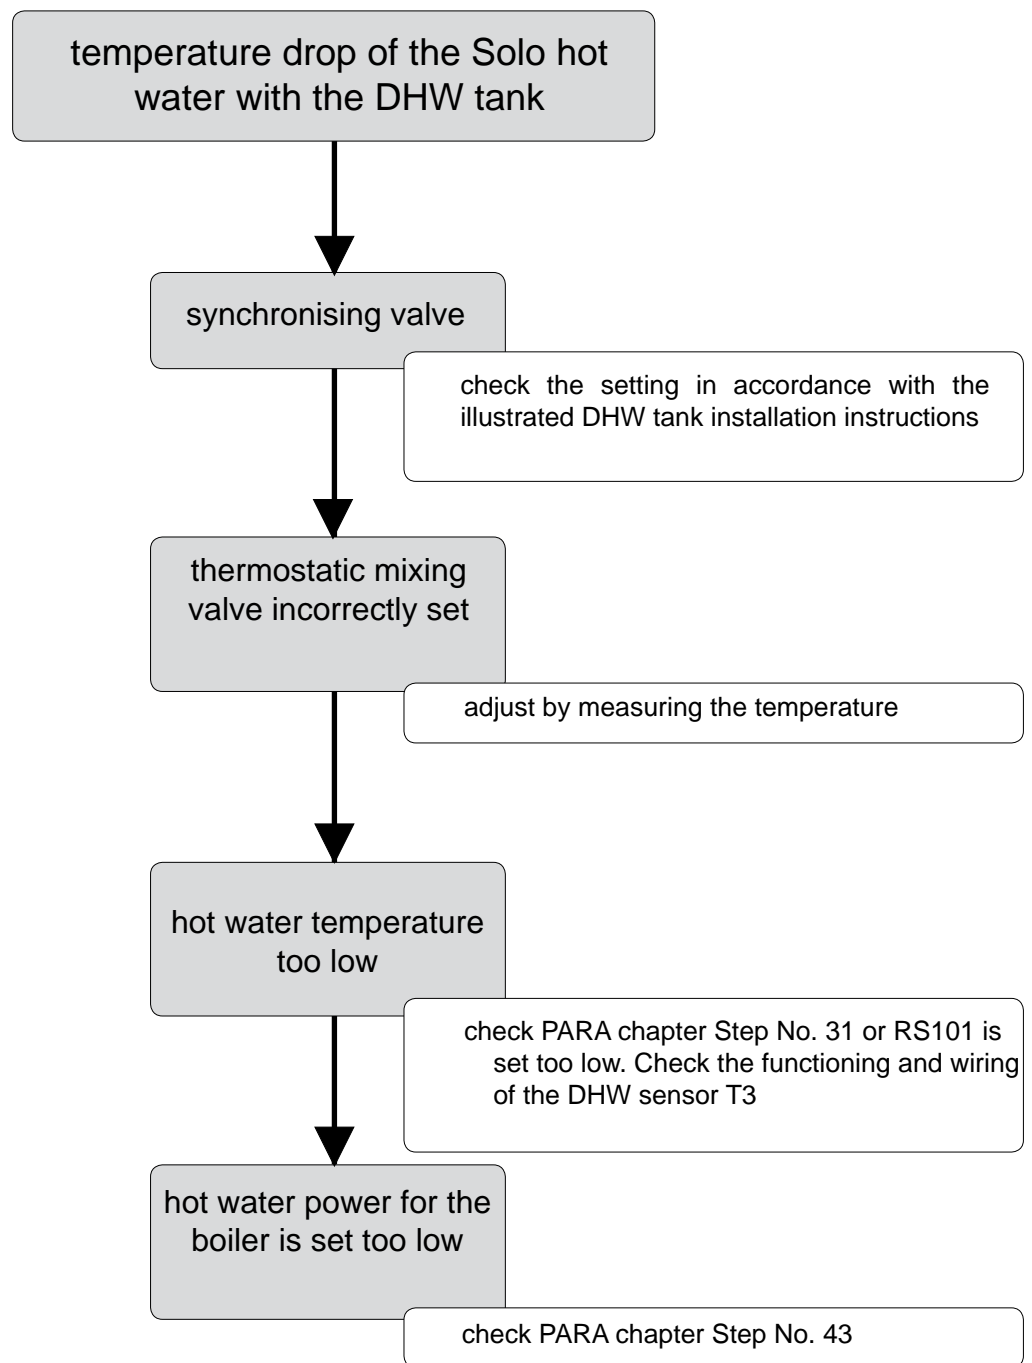 temperature drop of the Solo hot
water with the DHW tank
synchronising valve
check the setting in accordance with the
illustrated DHW tank installation instructions
thermostatic mixing
valve incorrectly set
adjust by measuring the temperature
hot water temperature
too low
check PARA chapter Step No. 31 or RS101 is
set too low. Check the functioning and wiring
of the DHW sensor T3
hot water power for the
boiler is set too low
check PARA chapter Step No. 43